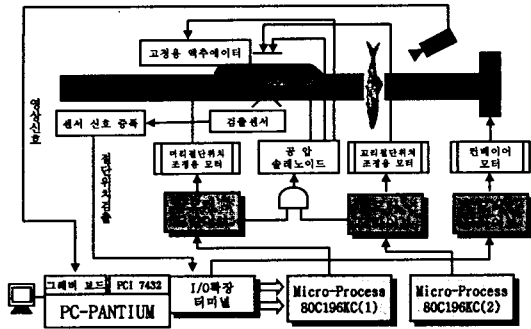 고정용 액추에이터
영상신호
센서 신호 증폭
검출센서
절단위치검출
머리절단위치
조정용 모터
공 압
솔레노이드
꼬리절단위치
조정용 모터
컨베이어
모터
그래버 보드
PCI 7432
PC-PANTIUM
I/O확장
터미널
Micro-Process
80C196KC(1)
Micro-Process
80C196KC(2)